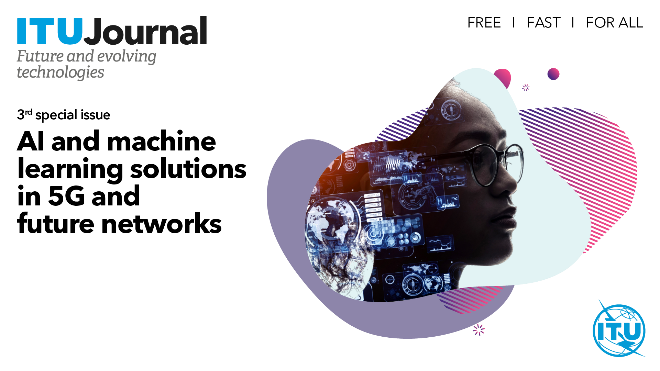 ITUJournal
Future and evolving
technologies
FREE I FAST I FOR ALL
3rd special issue
AI and machine
learning solutions
in 5G and
future networks
ITU